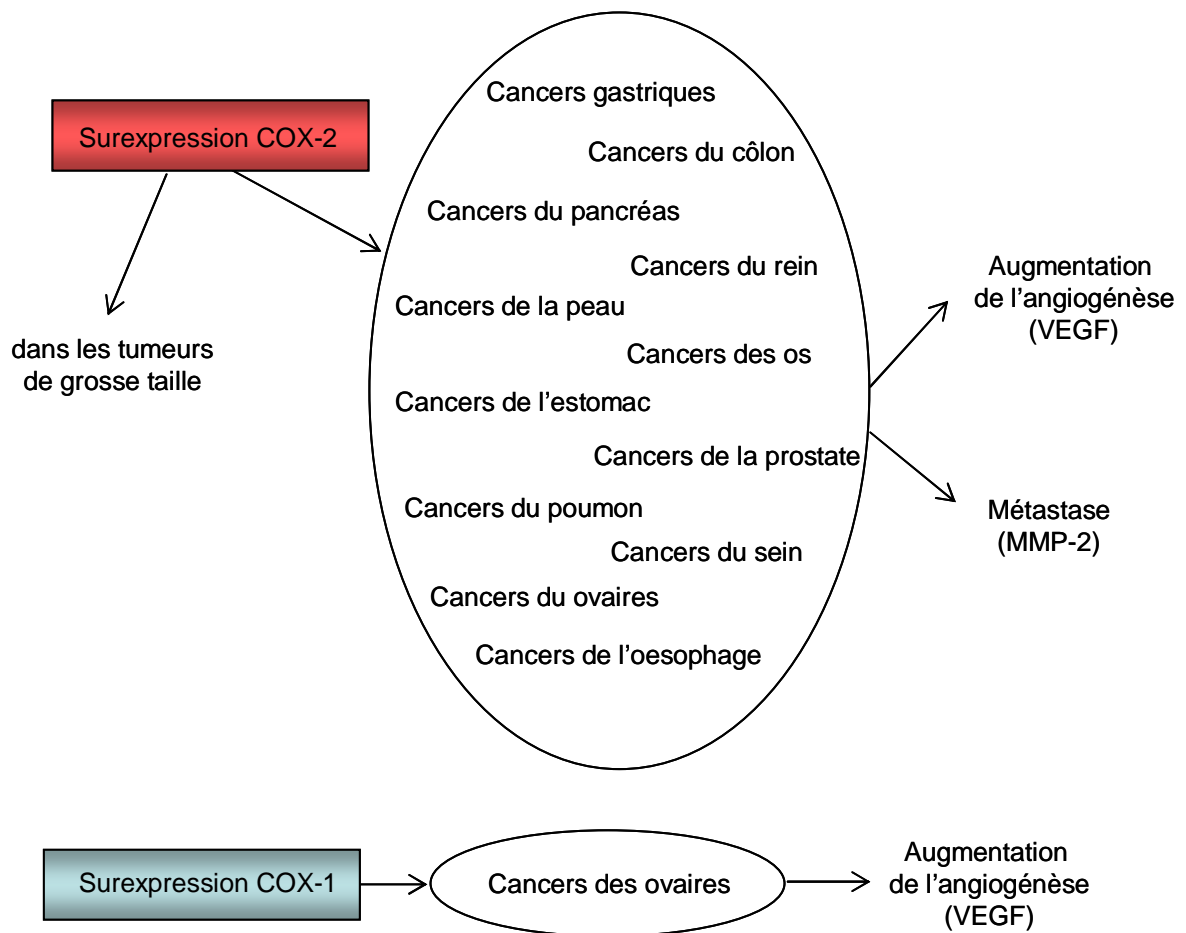 Surexpression COX-2
dans les tumeurs
de grosse taille
Cancers gastriques
Cancers du côlon
Cancers du pancréas
Cancers du rein
Cancers de la peau
Cancers des os
Cancers de l’estomac
Cancers de la prostate
Cancers du poumon
Cancers du sein
Cancers du ovaires
Cancers de l’oesophage
Augmentation
de l’angiogénèse
(VEGF)
Métastase
(MMP-2)
Surexpression COX-1
Cancers des ovaires
Augmentation
de l’angiogénèse
(VEGF)